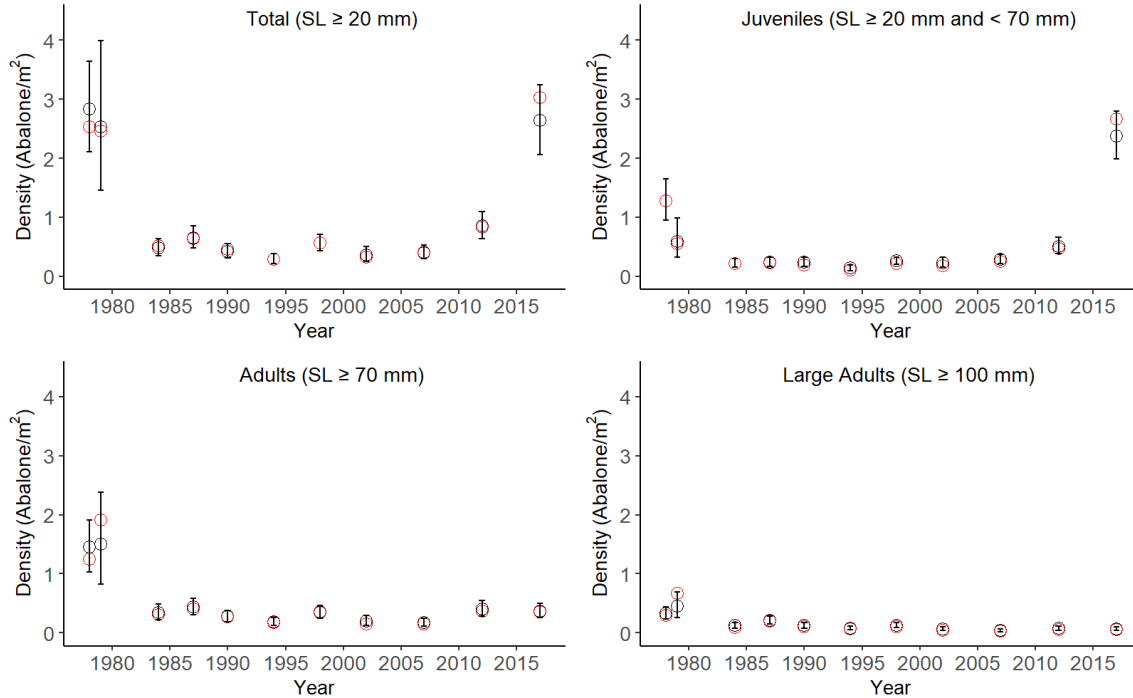 Total (SL ≥ 20 mm)
Density (Abalone/m²)
4
3
2
1
0
1980 1985 1990 1995 2000 2005 2010 2015
Year
Juveniles (SL ≥ 20 mm and < 70 mm)
Density (Abalone/m²)
4
3
2
1
0
1980 1985 1990 1995 2000 2005 2010 2015
Year
Adults (SL ≥ 70 mm)
Density (Abalone/m²)
4
3
2
1
0
1980 1985 1990 1995 2000 2005 2010 2015
Year
Large Adults (SL ≥ 100 mm)
Density (Abalone/m²)
4
3
2
1
0
1980 1985 1990 1995 2000 2005 2010 2015
Year